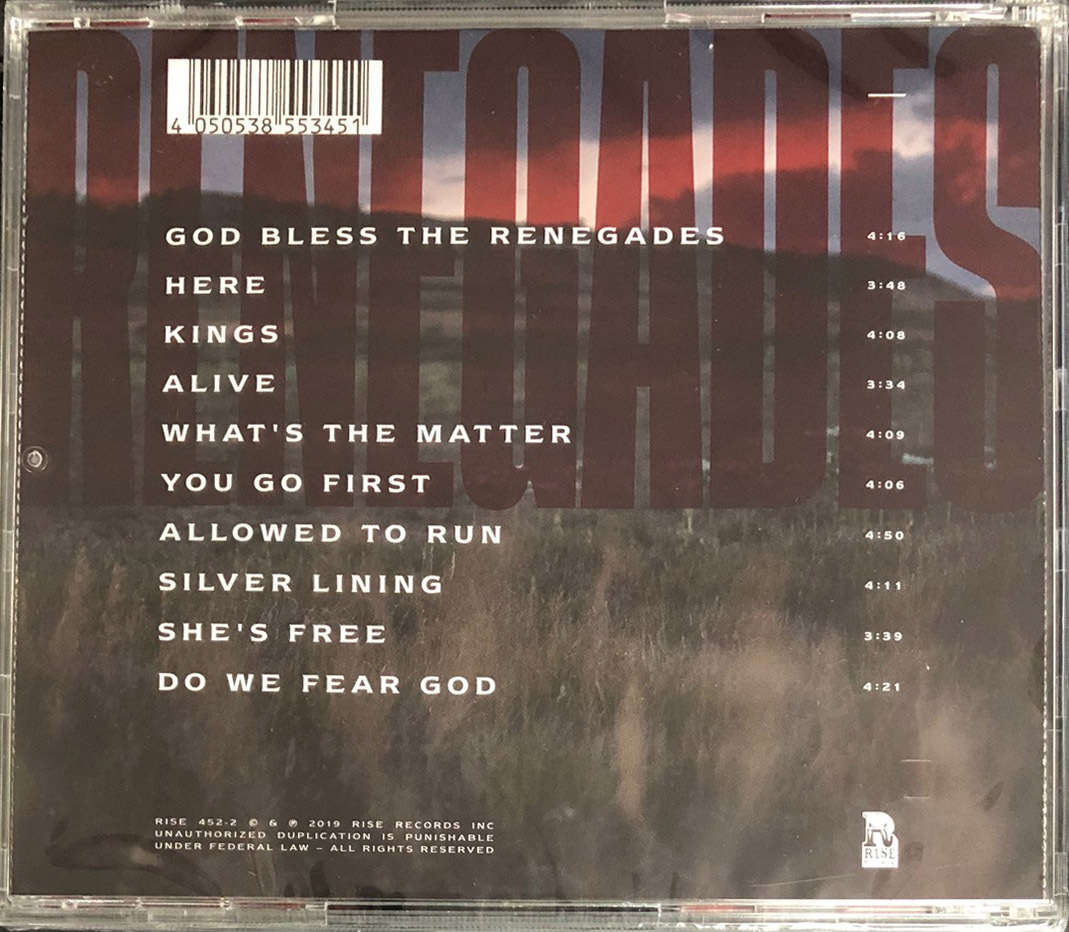 RENEGADES
4 050538 553451
GOD BLESS THE RENEGADES 4:16
HERE 3:48
KINGS 4:08
ALIVE 3:34
WHAT'S THE MATTER 4:09
YOU GO FIRST 4:06
ALLOWED TO RUN 4:50
SILVER LINING 4:11
SHE'S FREE 3:39
DO WE FEAR GOD 4:21
RISE 452-2 © & ℗ 2019 RISE RECORDS INC
UNAUTHORIZED DUPLICATION IS PUNISHABLE
UNDER FEDERAL LAW – ALL RIGHTS RESERVED
R
RISE